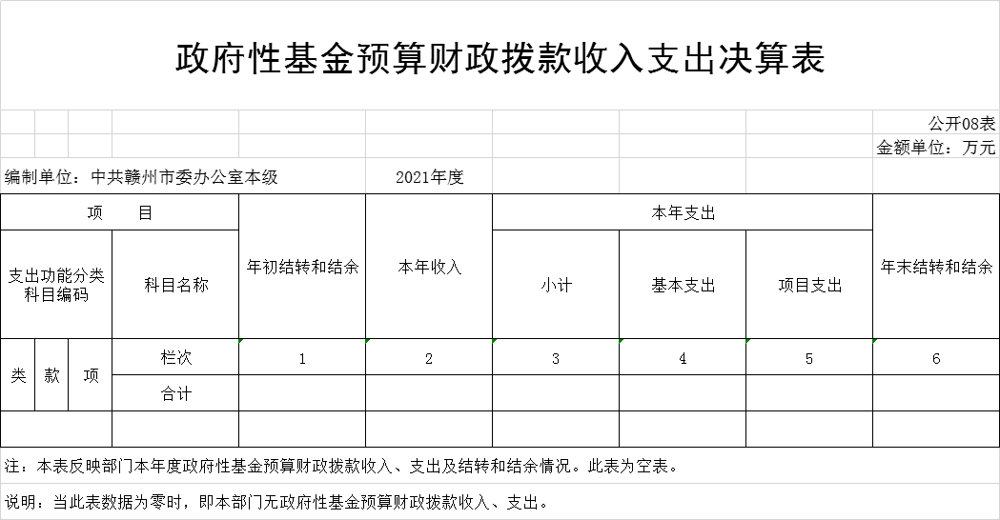 政府性基金预算财政拨款收入支出决算表
公开08表
金额单位：万元
编制单位：中共赣州市委办公室本级 2021年度
项 目 年初结转和结余 本年收入 本年支出 年末结转和结余
支出功能分类
科目编码 科目名称 小计 基本支出 项目支出
类 款 项 栏次 1 2 3 4 5 6
合计
注：本表反映部门本年度政府性基金预算财政拨款收入、支出及结转和结余情况。此表为空表。
说明：当此表数据为零时，即本部门无政府性基金预算财政拨款收入、支出。